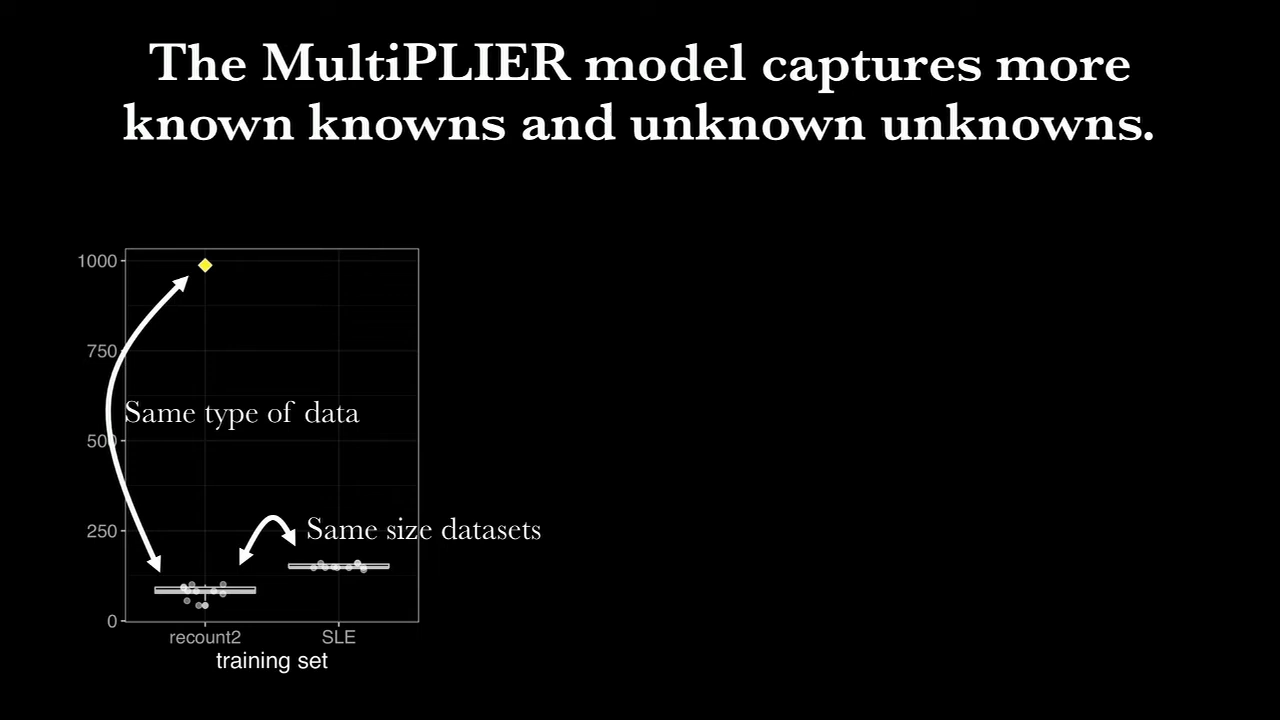 The MultiPLIER model captures more
known knowns and unknown unknowns.
1000
750
Same type of data
500
250
Same size datasets
0
recount2 SLE
training set